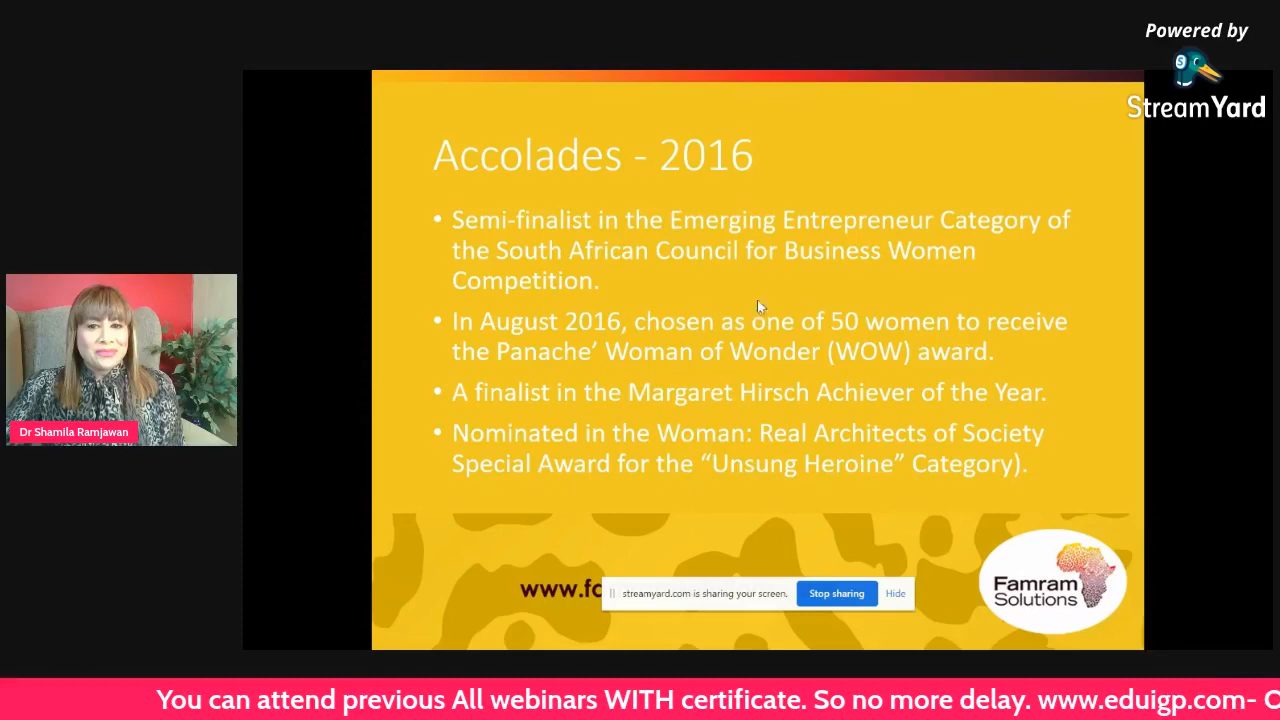 Powered by
StreamYard
Accolades - 2016
• Semi-finalist in the Emerging Entrepreneur Category of
the South African Council for Business Women
Competition.
• In August 2016, chosen as one of 50 women to receive
the Panache’ Woman of Wonder (WOW) award.
• A finalist in the Margaret Hirsch Achiever of the Year.
• Nominated in the Woman: Real Architects of Society
Special Award for the “Unsung Heroine” Category).
Dr Shamila Ramjawan
www.
streamyard.com is sharing your screen. Stop sharing Hide
Famram
Solutions
You can attend previous All webinars WITH certificate. So no more delay. www.eduigp.com-